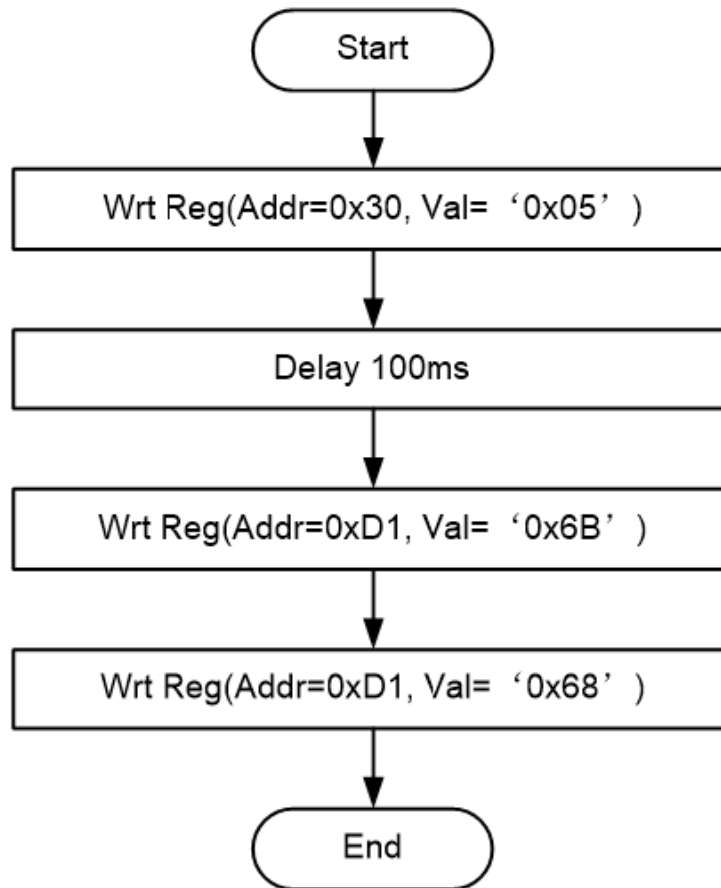 Start
Wrt Reg(Addr=0x30, Val= ‘0x05’ )
Delay 100ms
Wrt Reg(Addr=0xD1, Val= ‘0x6B’ )
Wrt Reg(Addr=0xD1, Val= ‘0x68’ )
End